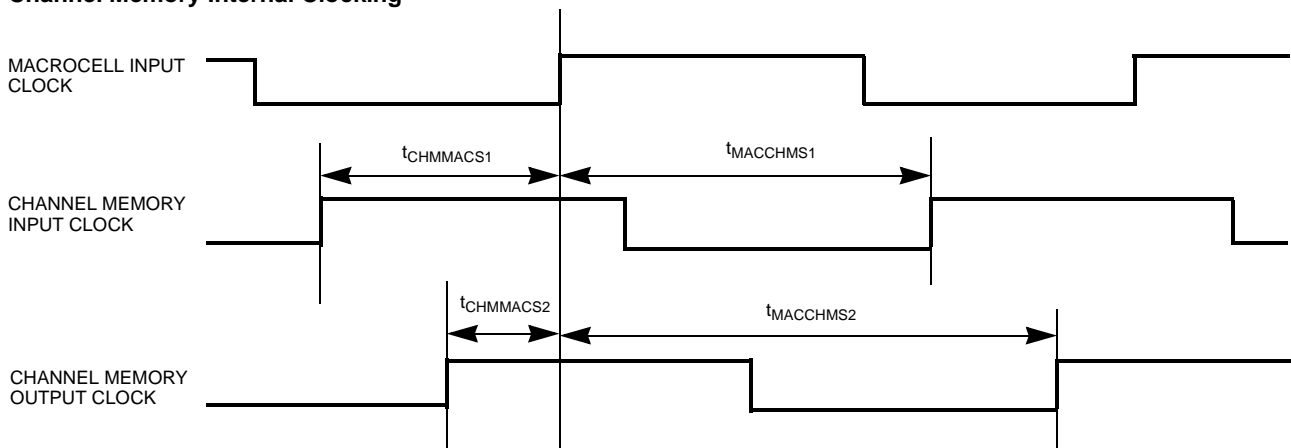 Channel Memory Internal Clocking
MACROCELL INPUT
CLOCK
tCHMMACS1
tMACCHMS1
CHANNEL MEMORY
INPUT CLOCK
tCHMMACS2
tMACCHMS2
CHANNEL MEMORY
OUTPUT CLOCK